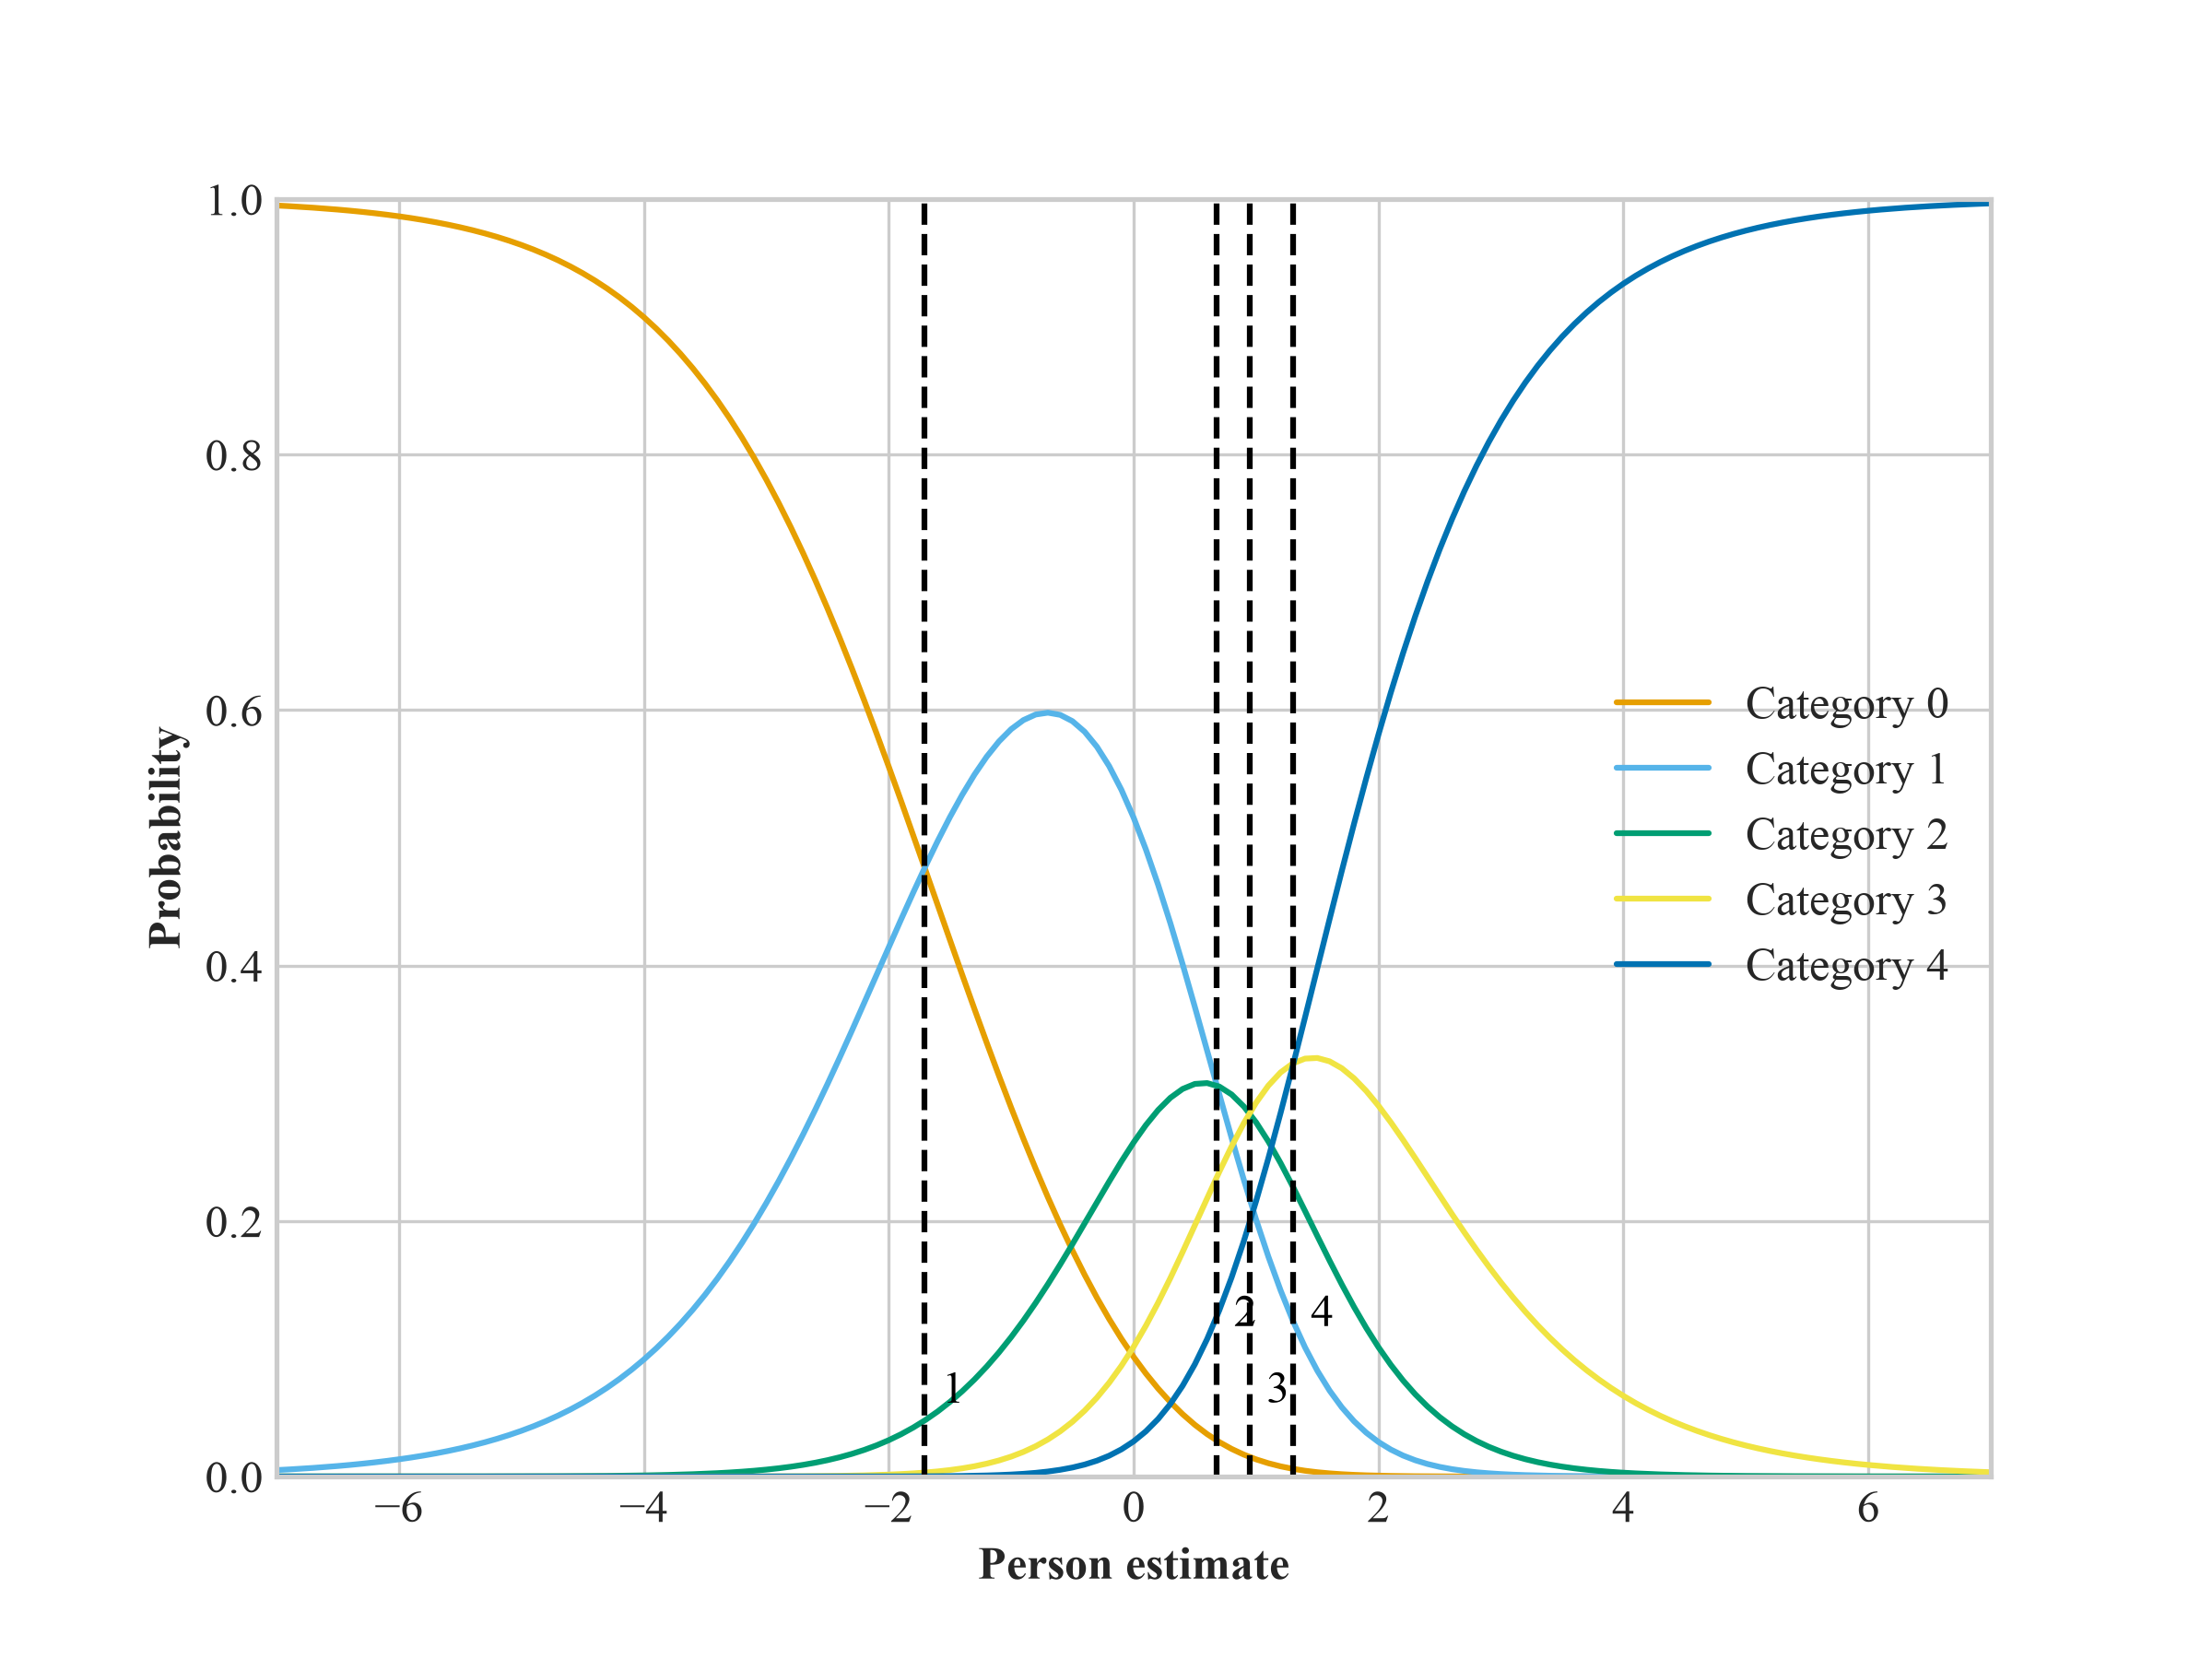 1.0
0.8
0.6
0.4
0.2
0.0
Probability
Category 0
Category 1
Category 2
Category 3
Category 4
2
4
1
3
−6 −4 −2 0 2 4 6
Person estimate